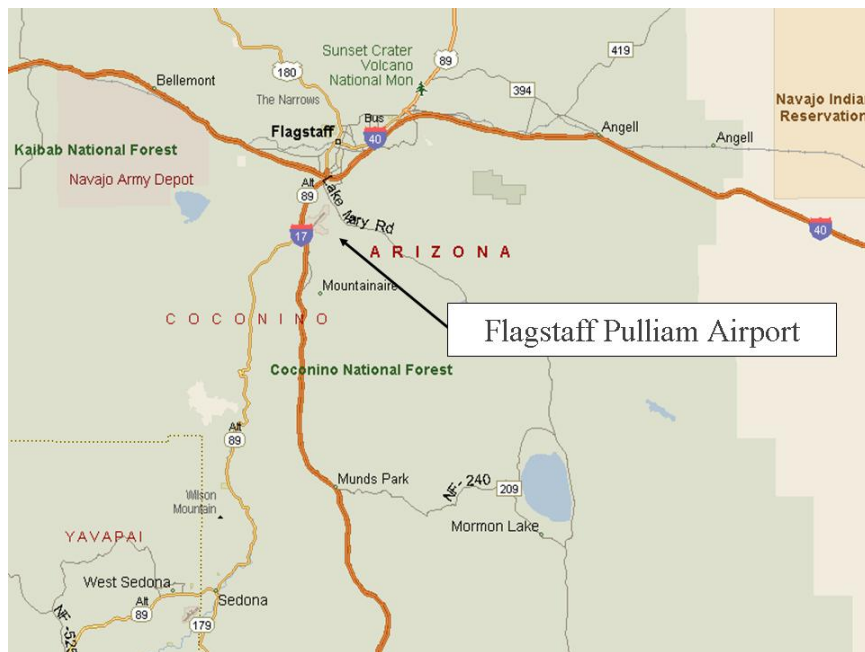 Sunset Crater
Volcano
National Mon
89
419
180
Bellemont
394
The Narrows
Navajo Indian
Reservation
Bus
Flagstaff
40
Angell
Angell
Kaibab National Forest
Navajo Army Depot
Alt
89
Lake Mary Rd
17
40
A R I Z O N A
Mountainaire
C O C O N I N O
Flagstaff Pulliam Airport
Coconino National Forest
Alt
89
Munds Park
NF- 240
209
Wilson
Mountain
Mormon Lake
YAVAPAI
West Sedona
Sedona
Alt
89
179
NF -525